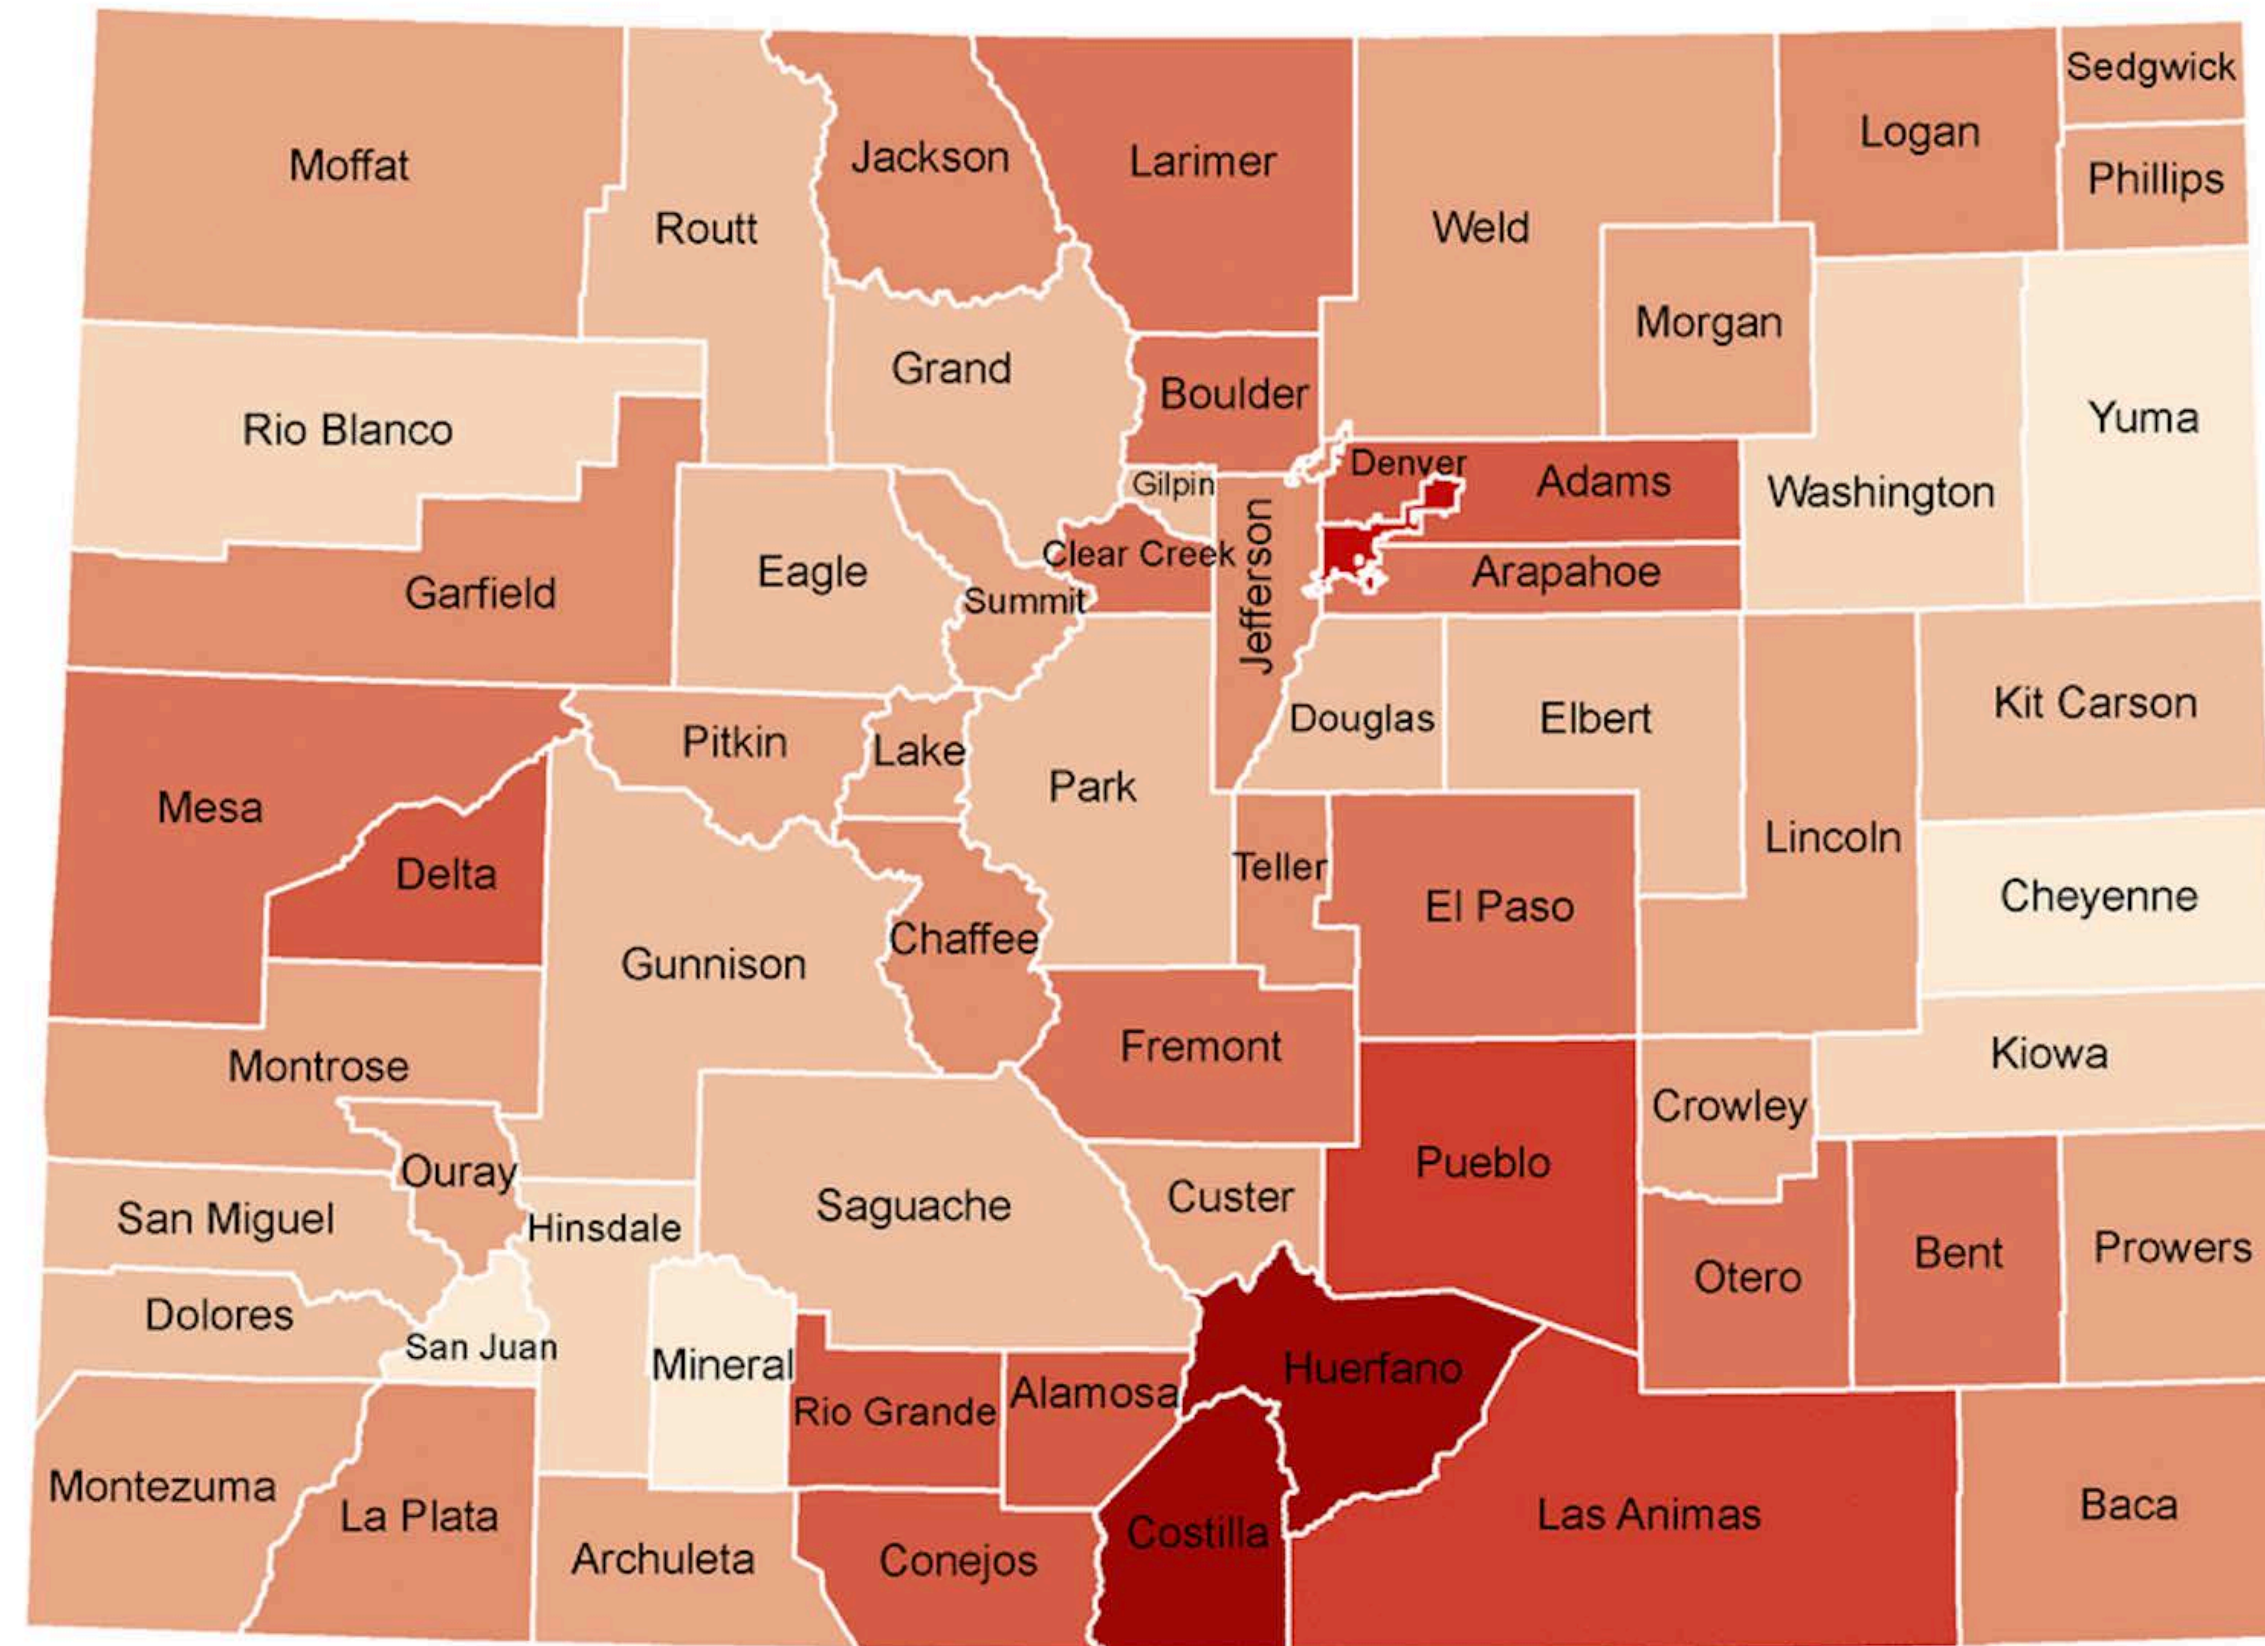 Sedgwick
Moffat
Jackson
Larimer
Logan
Phillips
Routt
Weld
Morgan
Grand
Boulder
Yuma
Rio Blanco
Denver
Adams
Gilpin
Washington
Clear Creek
Eagle
Arapahoe
Garfield
Summit
Jefferson
Kit Carson
Douglas
Elbert
Pitkin
Lake
Park
Mesa
Lincoln
Teller
Delta
Cheyenne
El Paso
Chaffee
Gunnison
Fremont
Kiowa
Montrose
Crowley
Pueblo
Ouray
Custer
Saguache
San Miguel
Hinsdale
Prowers
Bent
Otero
Dolores
San Juan
Mineral
Huerfano
Alamosa
Rio Grande
Montezuma
La Plata
Las Animas
Baca
Costilla
Archuleta
Conejos